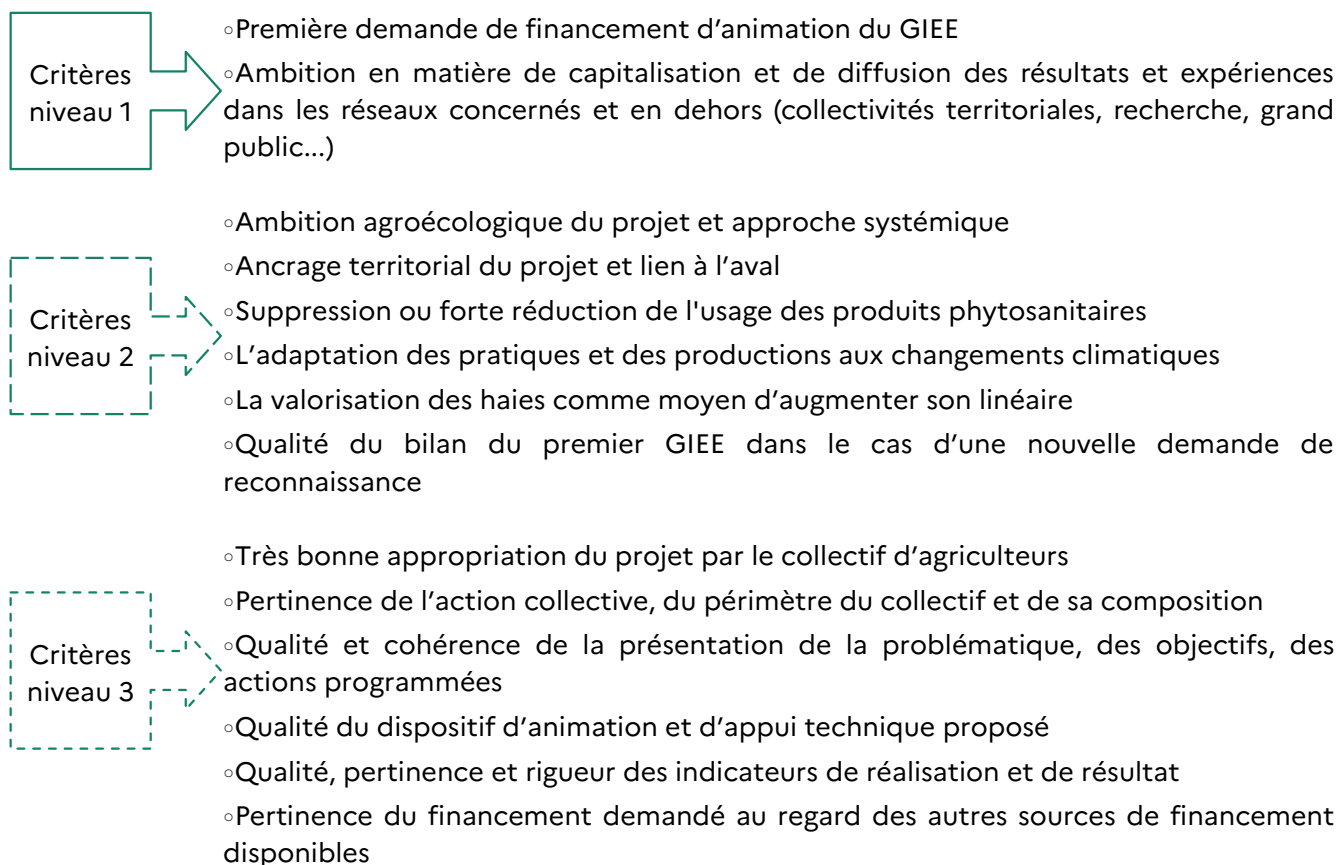 Critères
niveau 1
◦Première demande de financement d’animation du GIEE
◦Ambition en matière de capitalisation et de diffusion des résultats et expériences
dans les réseaux concernés et en dehors (collectivités territoriales, recherche, grand
public...)
Critères
niveau 2
◦Ambition agroécologique du projet et approche systémique
◦Ancrage territorial du projet et lien à l’aval
◦Suppression ou forte réduction de l'usage des produits phytosanitaires
◦L’adaptation des pratiques et des productions aux changements climatiques
◦La valorisation des haies comme moyen d’augmenter son linéaire
◦Qualité du bilan du premier GIEE dans le cas d’une nouvelle demande de
reconnaissance
Critères
niveau 3
◦Très bonne appropriation du projet par le collectif d’agriculteurs
◦Pertinence de l’action collective, du périmètre du collectif et de sa composition
◦Qualité et cohérence de la présentation de la problématique, des objectifs, des
actions programmées
◦Qualité du dispositif d’animation et d’appui technique proposé
◦Qualité, pertinence et rigueur des indicateurs de réalisation et de résultat
◦Pertinence du financement demandé au regard des autres sources de financement
disponibles